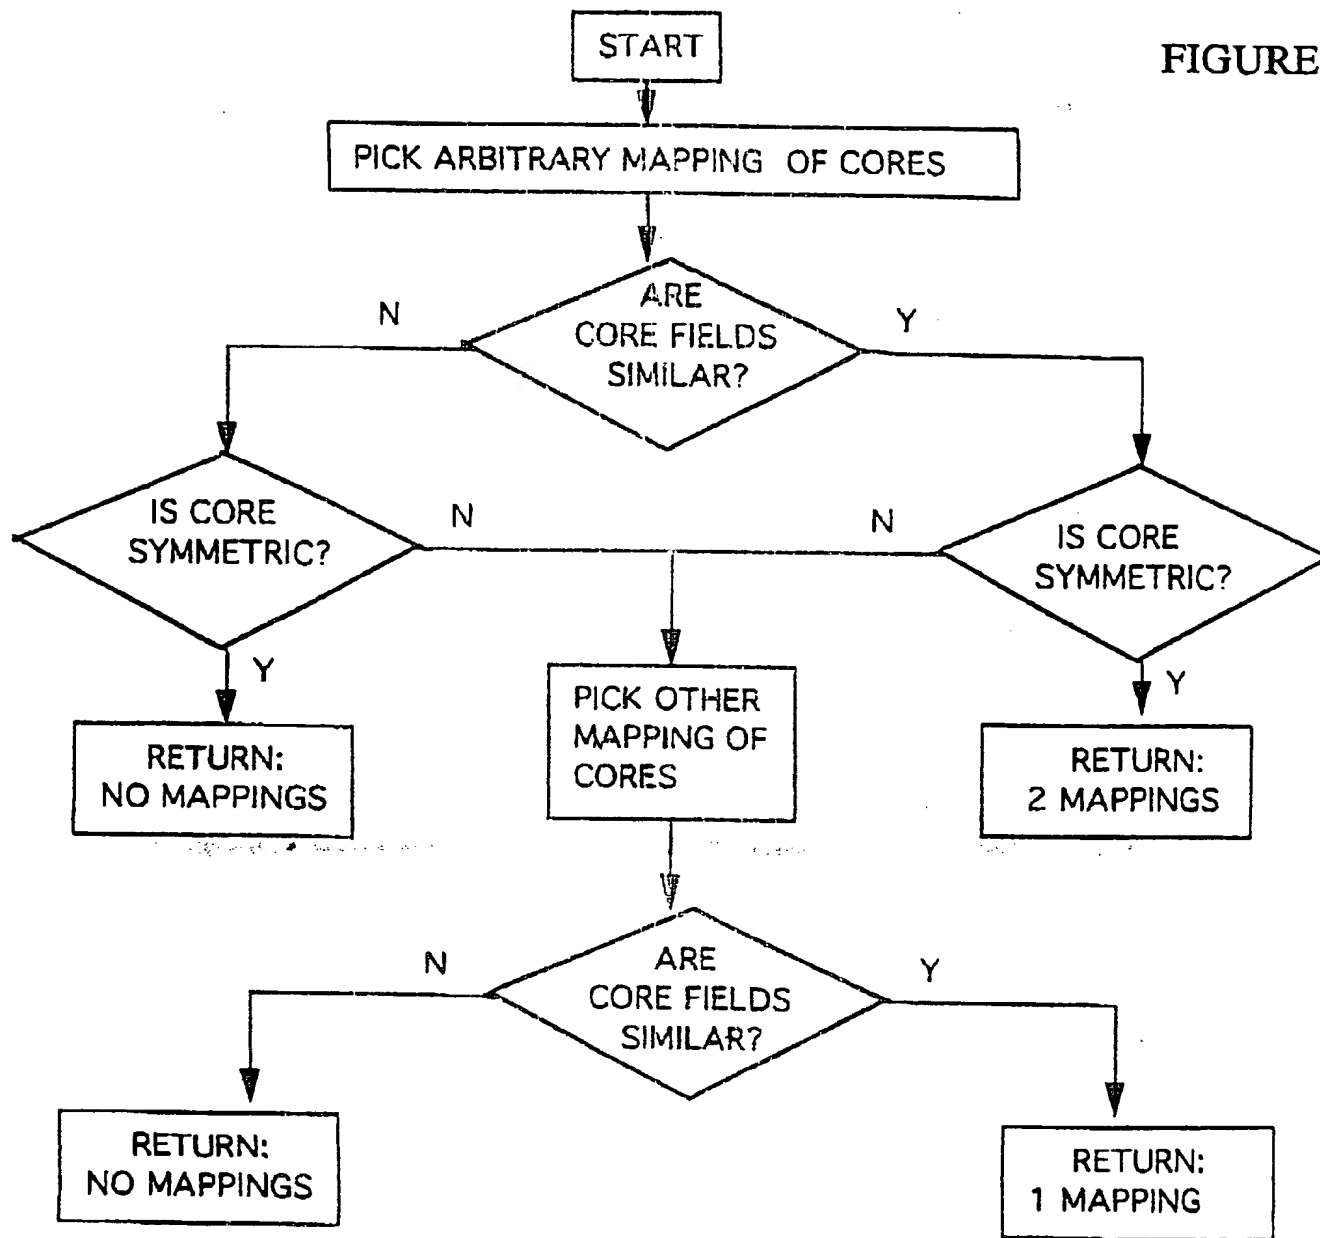 START
FIGURE
PICK ARBITRARY MAPPING OF CORES
ARE
CORE FIELDS
SIMILAR?
N
Y
IS CORE
SYMMETRIC?
N
N
IS CORE
SYMMETRIC?
Y
Y
RETURN:
NO MAPPINGS
PICK OTHER
MAPPING OF
CORES
RETURN:
2 MAPPINGS
ARE
CORE FIELDS
SIMILAR?
N
Y
RETURN:
NO MAPPINGS
RETURN:
1 MAPPING